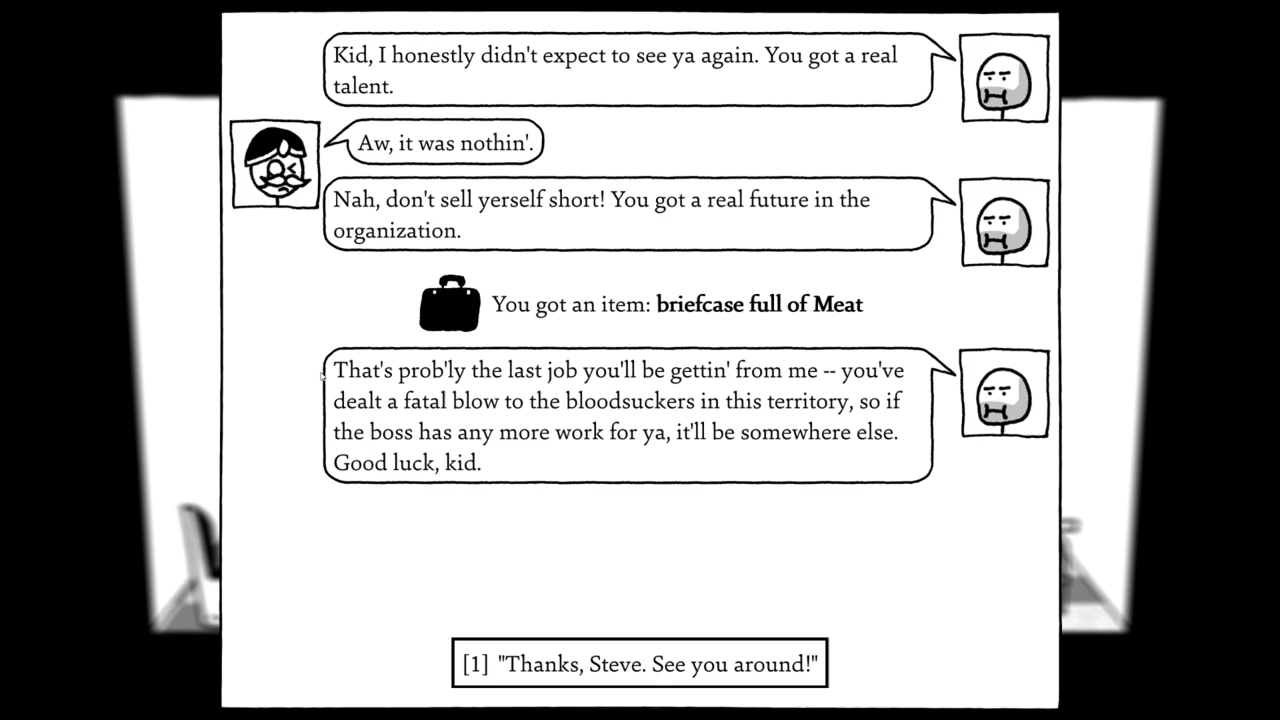 Kid, I honestly didn't expect to see ya again. You got a real
talent.
Aw, it was nothin'.
Nah, don't sell yerself short! You got a real future in the
organization.
You got an item: briefcase full of Meat
That's prob'ly the last job you'll be gettin' from me -- you've
dealt a fatal blow to the bloodsuckers in this territory, so if
the boss has any more work for ya, it'll be somewhere else.
Good luck, kid.
[1] "Thanks, Steve. See you around!"